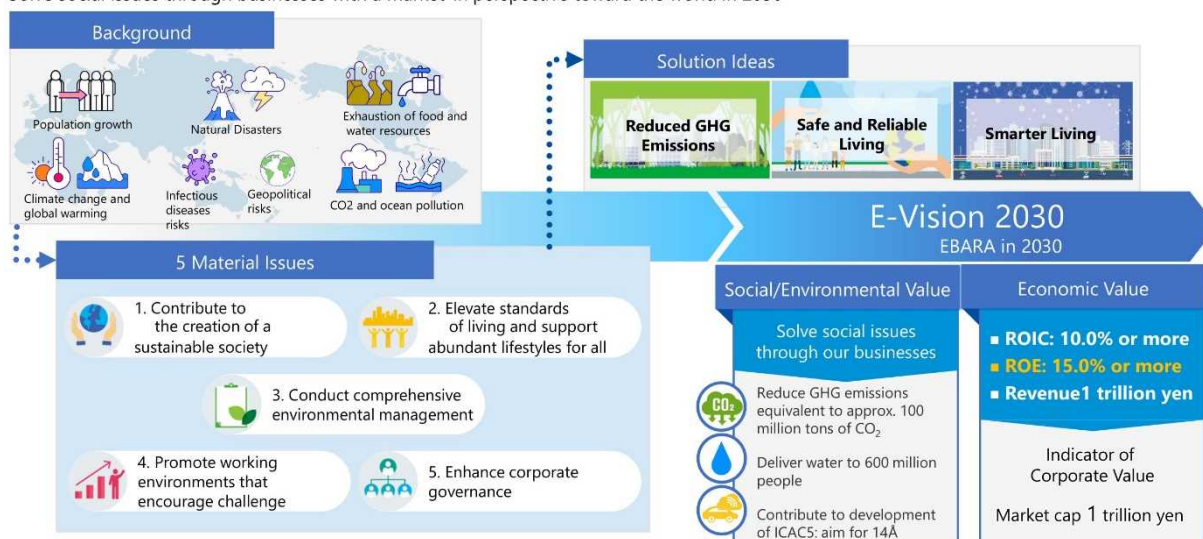 Background
Population growth
Natural Disasters
Exhaustion of food and
water resources
Climate change and
global warming
Infectious
diseases
risks
Geopolitical
risks
CO2 and ocean pollution
5 Material Issues
1. Contribute to
the creation of a
sustainable society
2. Elevate standards
of living and support
abundant lifestyles for all
3. Conduct comprehensive
environmental management
4. Promote working
environments that
encourage challenge
5. Enhance corporate
governance
Solution Ideas
Reduced GHG
Emissions
Safe and Reliable
Living
Smarter Living
E-Vision 2030
EBARA in 2030
Social/Environmental Value
Solve social issues
through our businesses
CO₂
Reduce GHG emissions
equivalent to approx. 100
million tons of CO₂
Deliver water to 600 million
people
Contribute to development
of ICAC5: aim for 14Å
Economic Value
■ ROIC: 10.0% or more
■ ROE: 15.0% or more
■ Revenue1 trillion yen
Indicator of
Corporate Value
Market cap 1 trillion yen